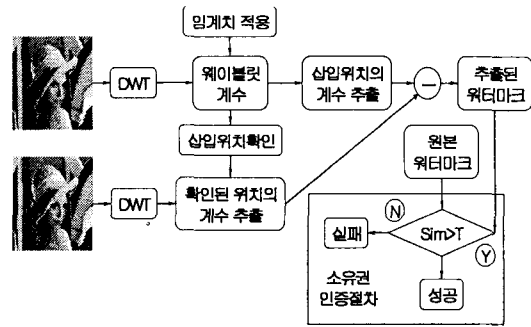 임계치 적용
DWT
웨이블릿
계수
삽입위치의
계수 추출
—
추출된
워터마크
삽입위치확인
원본
워터마크
DWT
확인된 위치의
계수 추출
N
실패
Sim>T
Y
소유권
인증절차
성공